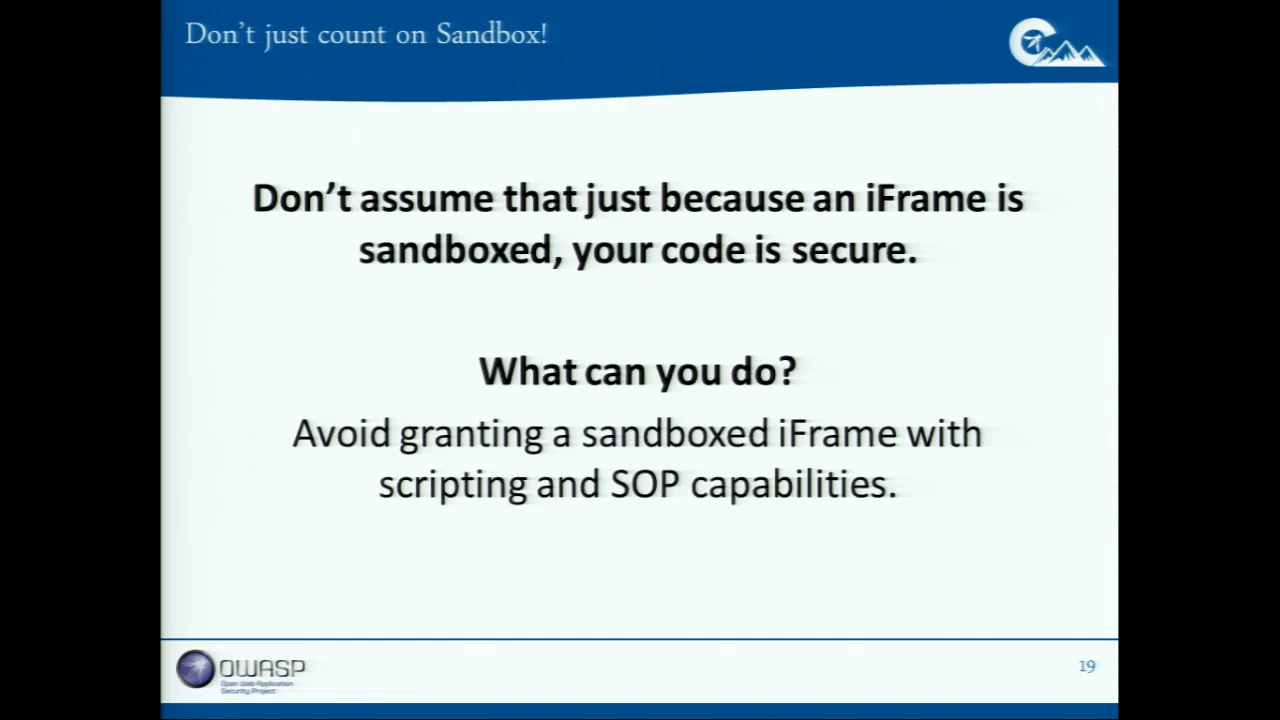 Don't just count on Sandbox!
Don't assume that just because an iFrame is
sandboxed, your code is secure.
What can you do?
Avoid granting a sandboxed iFrame with
scripting and SOP capabilities.
OWASP
Open Web Application
Security Project
19